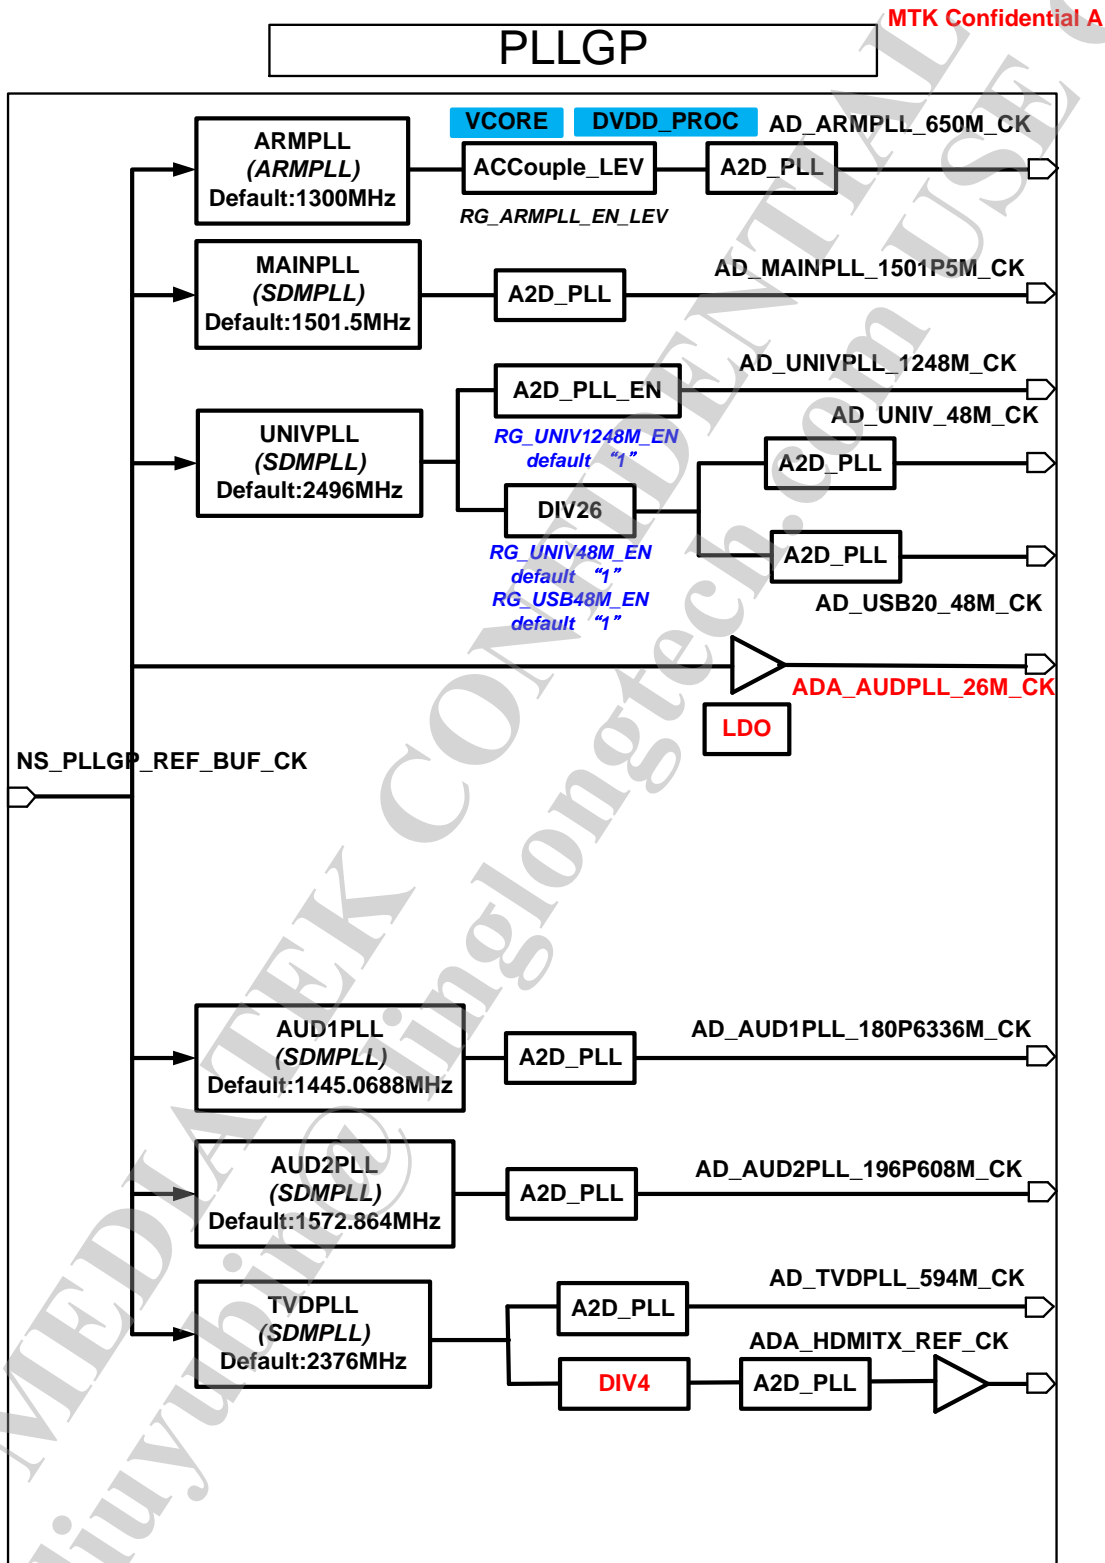 MTK Confidential A
PLLGP
VCORE
DVDD_PROC
AD_ARMPLL_650M_CK
ARMPLL
(ARMPLL)
Default:1300MHz
ACCouple_LEV
A2D_PLL
RG_ARMPLL_EN_LEV
MAINPLL
(SDMPLL)
Default:1501.5MHz
A2D_PLL
AD_MAINPLL_1501P5M_CK
UNIVPLL
(SDMPLL)
Default:2496MHz
A2D_PLL_EN
AD_UNIVPLL_1248M_CK
RG_UNIV1248M_EN
default “1”
AD_UNIV_48M_CK
A2D_PLL
DIV26
RG_UNIV48M_EN
default “1”
RG_USB48M_EN
default “1”
A2D_PLL
AD_USB20_48M_CK
ADA_AUDPLL_26M_CK
LDO
NS_PLLGP_REF_BUF_CK
AUD1PLL
(SDMPLL)
Default:1445.0688MHz
A2D_PLL
AD_AUD1PLL_180P6336M_CK
AUD2PLL
(SDMPLL)
Default:1572.864MHz
A2D_PLL
AD_AUD2PLL_196P608M_CK
TVDPLL
(SDMPLL)
Default:2376MHz
A2D_PLL
AD_TVDPLL_594M_CK
DIV4
A2D_PLL
ADA_HDMITX_REF_CK
MEDIATEK CONFIDENTIAL
USE